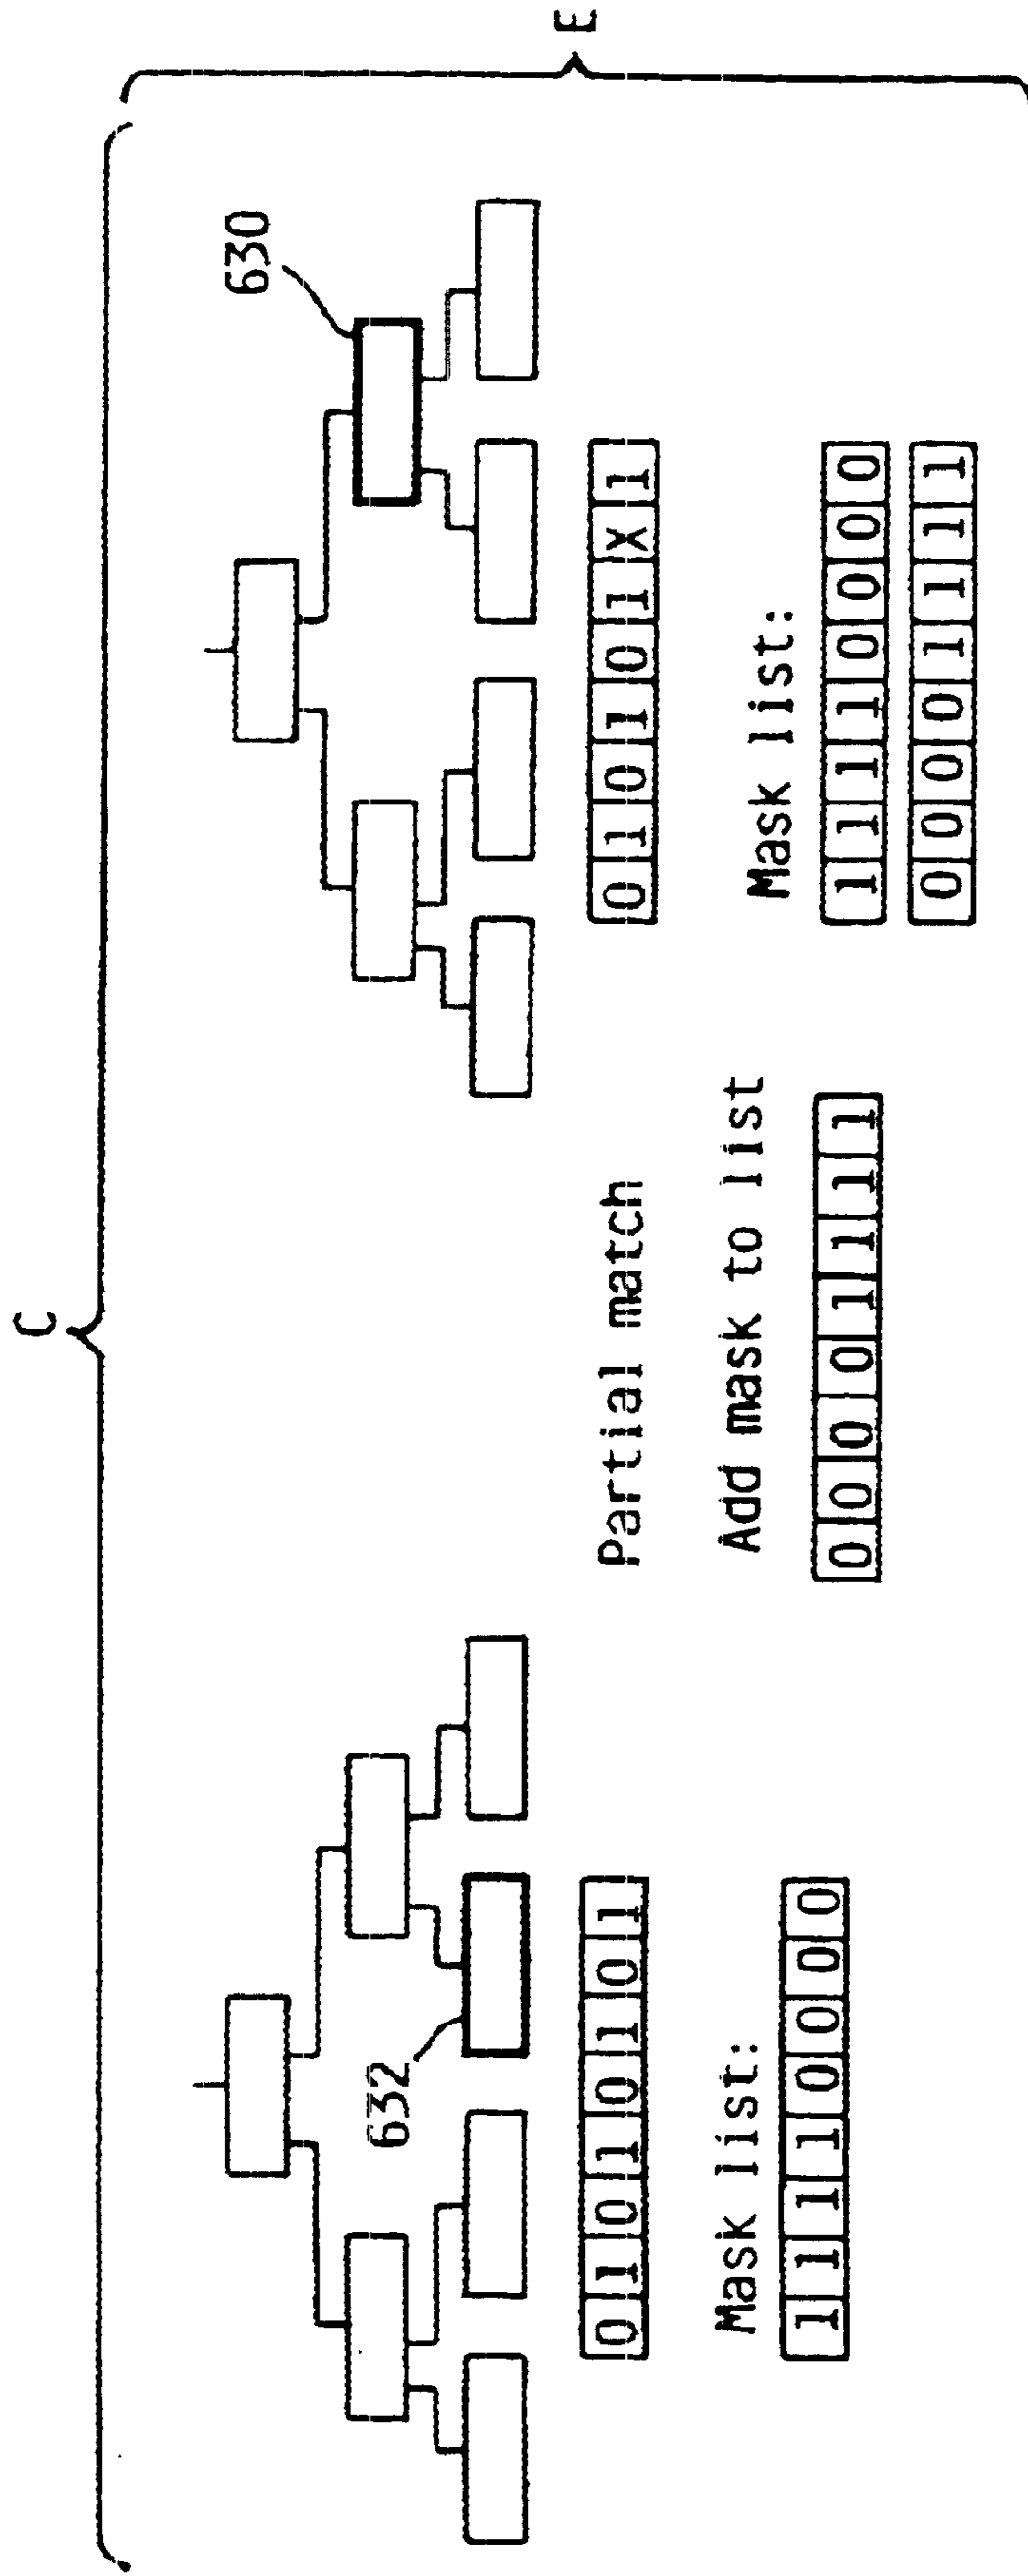 C
E
632
0 1 0 1 0 1 0 1
Mask list:
1 1 1 1 0 0 0 0
Partial match
Add mask to list
0 0 0 0 1 1 1 1
630
0 1 0 1 0 1 X 1
Mask list:
1 1 1 1 0 0 0 0
0 0 0 0 1 1 1 1